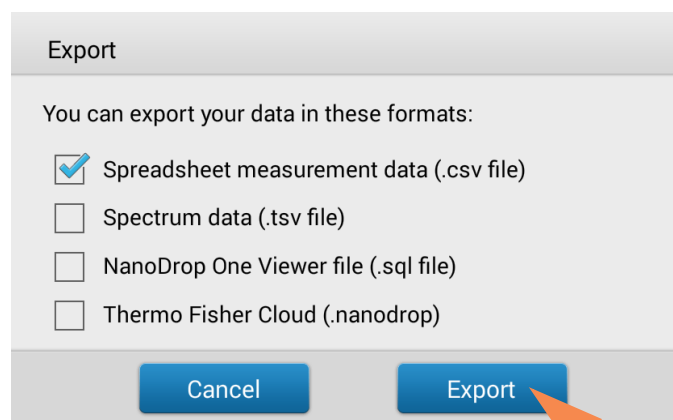 Export
You can export your data in these formats:
Spreadsheet measurement data (.csv file)
Spectrum data (.tsv file)
NanoDrop One Viewer file (.sql file)
Thermo Fisher Cloud (.nanodrop)
Cancel Export